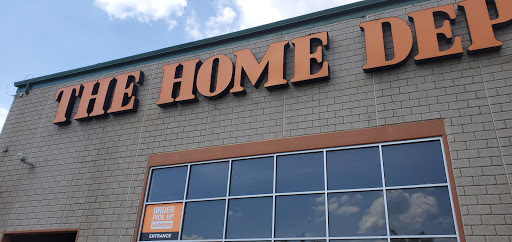 THE HOME DEP
ORDER
PICK UP
ENTRANCE